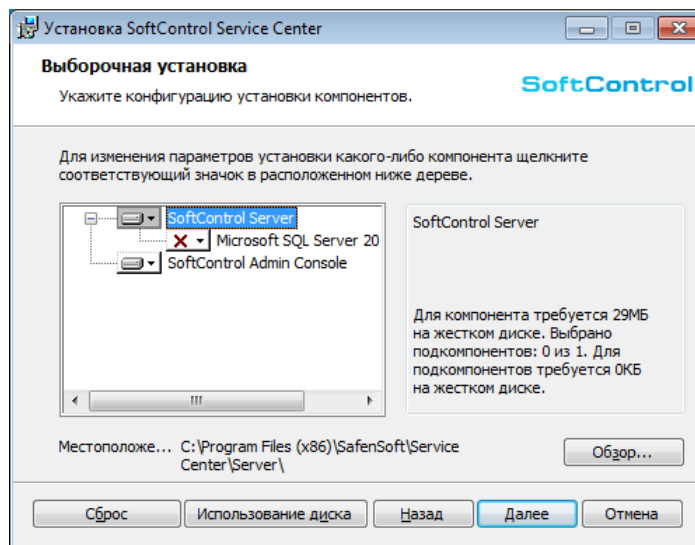 Установка SoftControl Service Center
Выборочная установка
Укажите конфигурацию установки компонентов.
SoftControl
Для изменения параметров установки какого-либо компонента щелкните
соответствующий значок в расположенном ниже дереве.
SoftControl Server
Microsoft SQL Server 20
SoftControl Admin Console
SoftControl Server
Для компонента требуется 29МБ
на жестком диске. Выбрано
подкомпонентов: 0 из 1. Для
подкомпонентов требуется 0КБ
на жестком диске.
Местоположе... C:\Program Files (x86)\SafenSoft\Service
Center\Server\
Обзор...
Сброс Использование диска Назад Далее Отмена